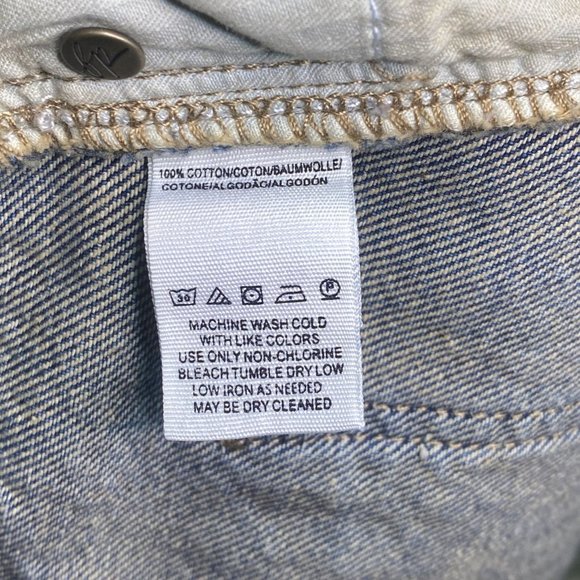 100% COTTON/COTON/BAUMWOLLE/
COTONE/ALGODÃO/ALGODÓN
30 P
MACHINE WASH COLD
WITH LIKE COLORS
USE ONLY NON-CHLORINE
BLEACH TUMBLE DRY LOW
LOW IRON AS NEEDED
MAY BE DRY CLEANED